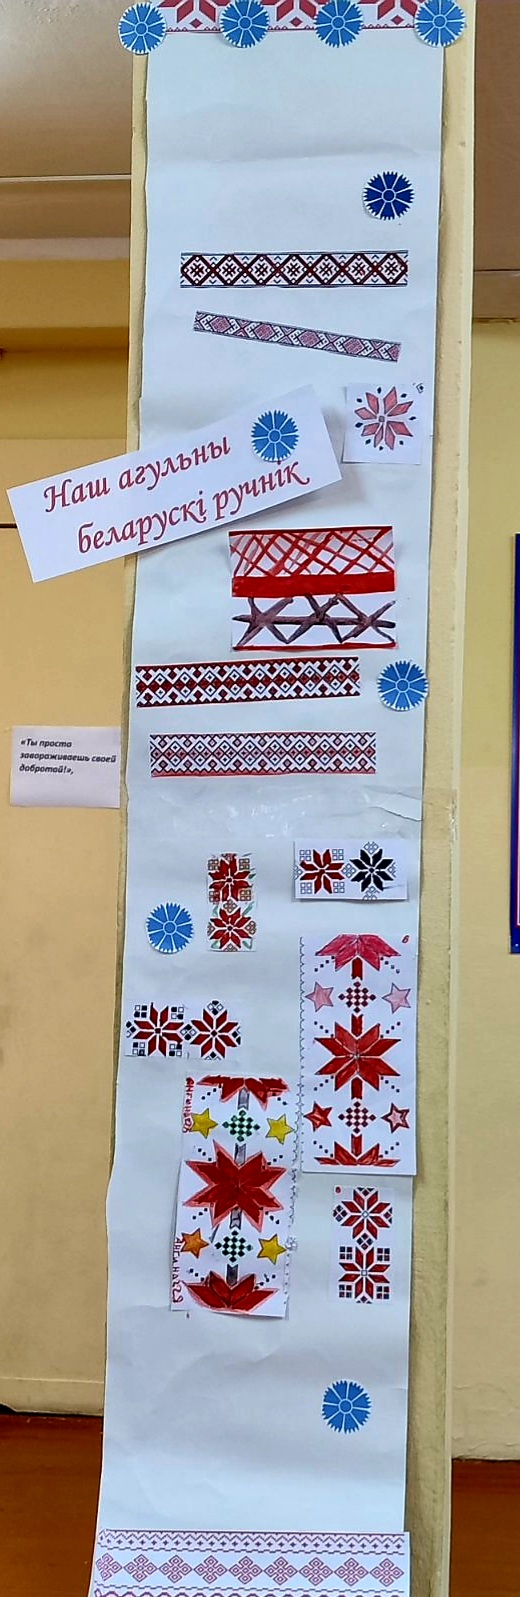 Наш агульны
беларускі ручнік
«Ты просто
завораживаешь своей
добротой!»,